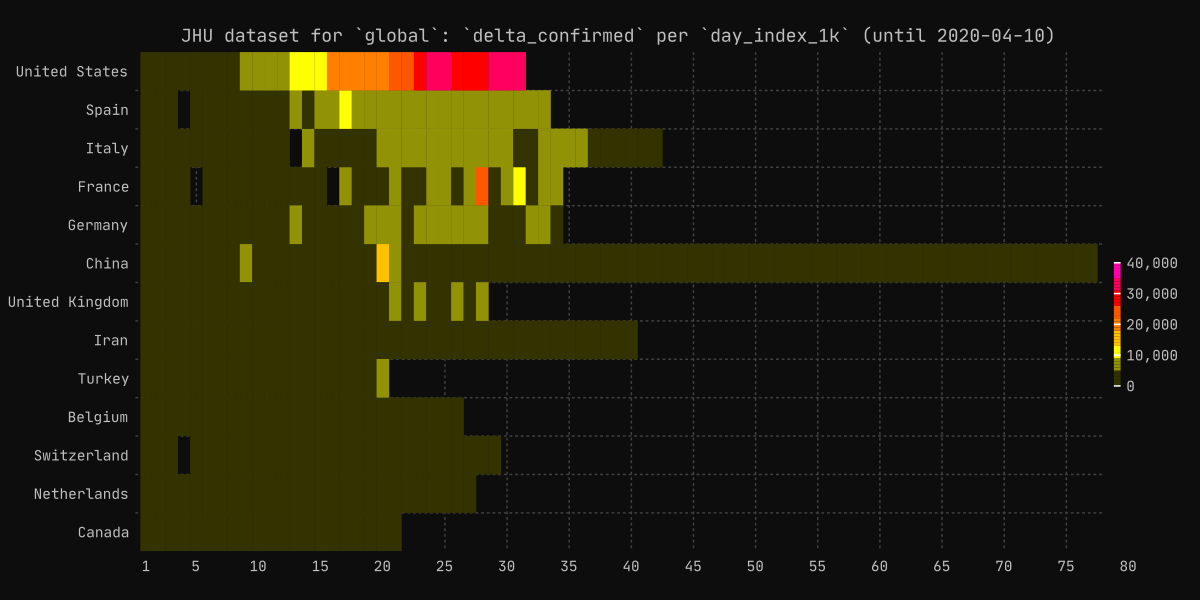 JHU dataset for `global`: `delta_confirmed` per `day_index_1k` (until 2020-04-10)
United States
Spain
Italy
France
Germany
China
United Kingdom
Iran
Turkey
Belgium
Switzerland
Netherlands
Canada
40,000
30,000
20,000
10,000
0
1 5 10 15 20 25 30 35 40 45 50 55 60 65 70 75 80